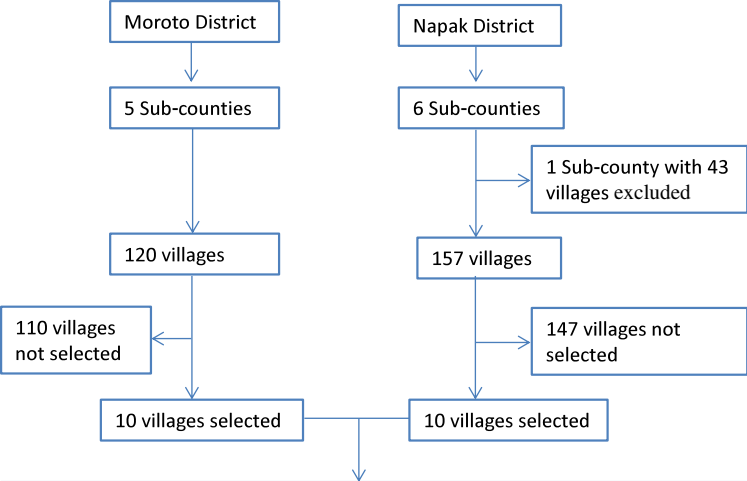 Moroto District
Napak District
5 Sub-counties
6 Sub-counties
1 Sub-county with 43
villages excluded
120 villages
157 villages
110 villages
not selected
147 villages not
selected
10 villages selected
10 villages selected